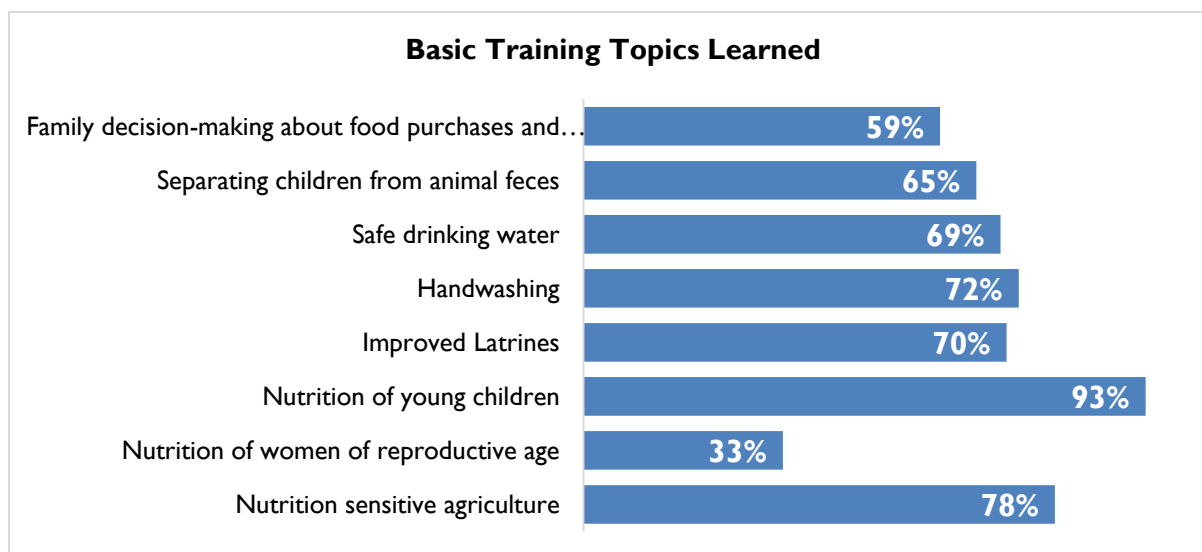 Basic Training Topics Learned
Family decision-making about food purchases and… 59%
Separating children from animal feces 65%
Safe drinking water 69%
Handwashing 72%
Improved Latrines 70%
Nutrition of young children 93%
Nutrition of women of reproductive age 33%
Nutrition sensitive agriculture 78%